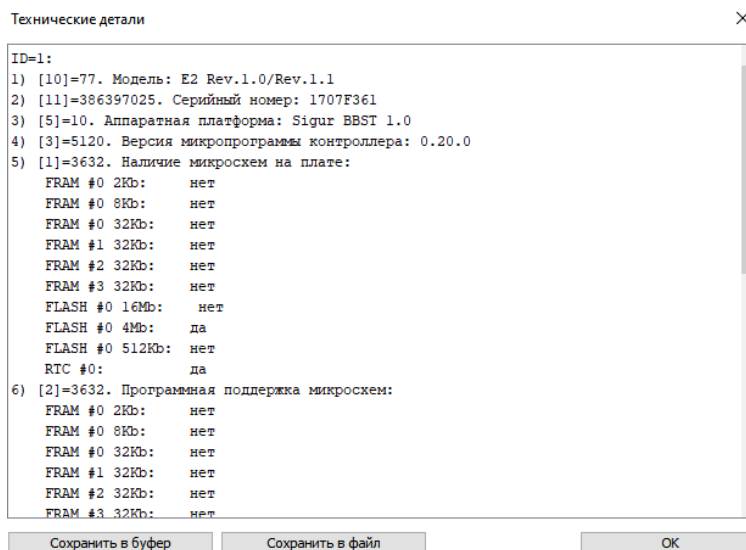 Технические детали
ID=1:
1) [10]=77. Модель: E2 Rev.1.0/Rev.1.1
2) [11]=386397025. Серийный номер: 1707F361
3) [5]=10. Аппаратная платформа: Sigur BBST 1.0
4) [3]=5120. Версия микропрограммы контроллера: 0.20.0
5) [1]=3632. Наличие микросхем на плате:
FRAM #0 2Kb: нет
FRAM #0 8Kb: нет
FRAM #0 32Kb: нет
FRAM #1 32Kb: нет
FRAM #2 32Kb: нет
FRAM #3 32Kb: нет
FLASH #0 16Mb: нет
FLASH #0 4Mb: да
FLASH #0 512Kb: нет
RTC #0: да
6) [2]=3632. Программная поддержка микросхем:
FRAM #0 2Kb: нет
FRAM #0 8Kb: нет
FRAM #0 32Kb: нет
FRAM #1 32Kb: нет
FRAM #2 32Kb: нет
FRAM #3 32Kb: нет
Сохранить в буфер Сохранить в файл OK